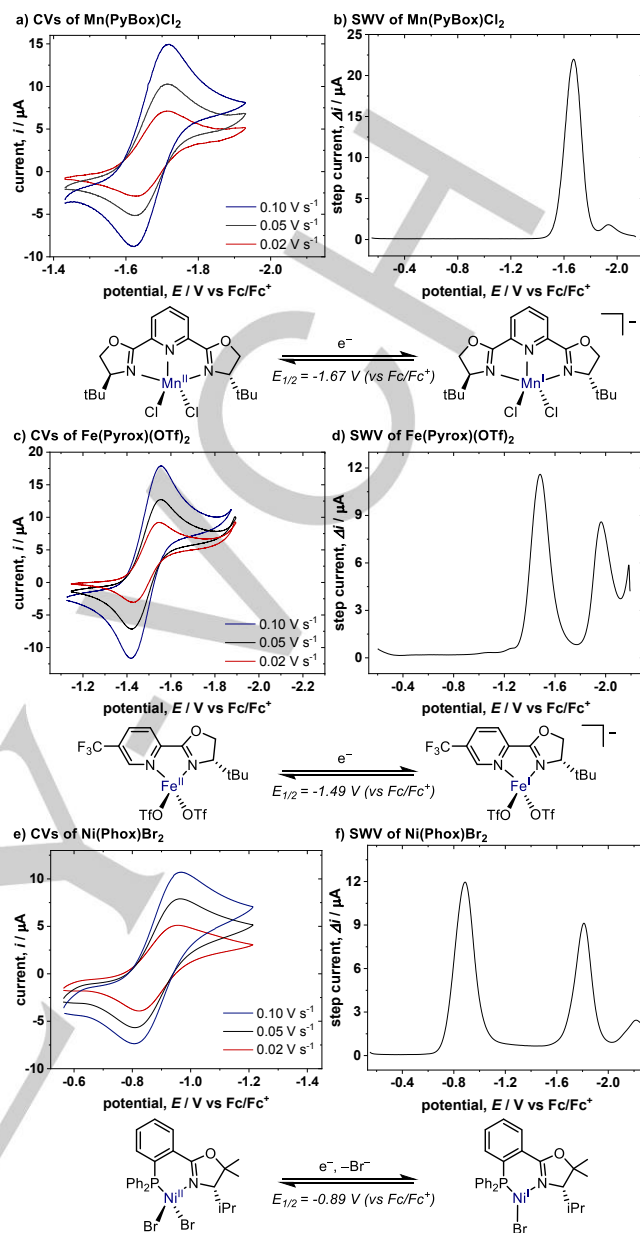 a) CVs of Mn(PyBox)Cl₂
b) SWV of Mn(PyBox)Cl₂
current, i / µA
15
10
5
0
-5
-10
0.10 V s⁻¹
0.05 V s⁻¹
0.02 V s⁻¹
-1.4 -1.6 -1.8 -2.0
potential, E / V vs Fc/Fc⁺
step current, Δi / µA
25
20
15
10
5
0
-0.4 -0.8 -1.2 -1.6 -2.0
potential, E / V vs Fc/Fc⁺
O N O
N N
tBu Mnᴵᴵ tBu
Cl Cl
e⁻
E₁/₂ = -1.67 V (vs Fc/Fc⁺)
O N O
N N
tBu Mnᴵ tBu
Cl Cl
–
c) CVs of Fe(Pyrox)(OTf)₂
d) SWV of Fe(Pyrox)(OTf)₂
current, i / µA
20
15
10
5
0
-5
-10
0.10 V s⁻¹
0.05 V s⁻¹
0.02 V s⁻¹
-1.2 -1.4 -1.6 -1.8 -2.0 -2.2
potential, E / V vs Fc/Fc⁺
step current, Δi / µA
12
9
6
3
0
-0.4 -0.8 -1.2 -1.6 -2.0
potential, E / V vs Fc/Fc⁺
F₃C O
N N tBu
Feᴵᴵ
TfO OTf
e⁻
E₁/₂ = -1.49 V (vs Fc/Fc⁺)
F₃C O
N N tBu
Feᴵ
TfO OTf
–
e) CVs of Ni(Phox)Br₂
f) SWV of Ni(Phox)Br₂
current, i / µA
10
5
0
-5
-10
0.10 V s⁻¹
0.05 V s⁻¹
0.02 V s⁻¹
-0.6 -0.8 -1.0 -1.2 -1.4
potential, E / V vs Fc/Fc⁺
step current, Δi / µA
12
9
6
3
0
-0.4 -0.8 -1.2 -1.6 -2.0
potential, E / V vs Fc/Fc⁺
O
Ph₂P N
Niᴵᴵ iPr
Br Br
e⁻, –Br⁻
E₁/₂ = -0.89 V (vs Fc/Fc⁺)
O
Ph₂P N
Niᴵ iPr
Br